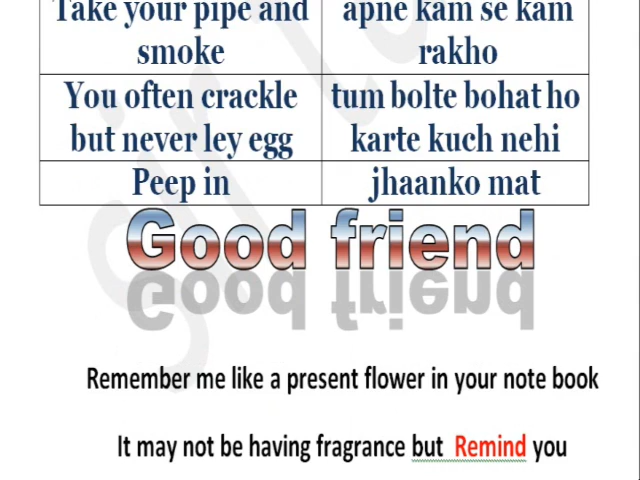 Take your pipe and
smoke
apne kam se kam
rakho
You often crackle
but never ley egg
tum bolte bohat ho
karte kuch nehi
Peep in
jhaanko mat
Good friend
Remember me like a present flower in your note book
It may not be having fragrance but Remind you